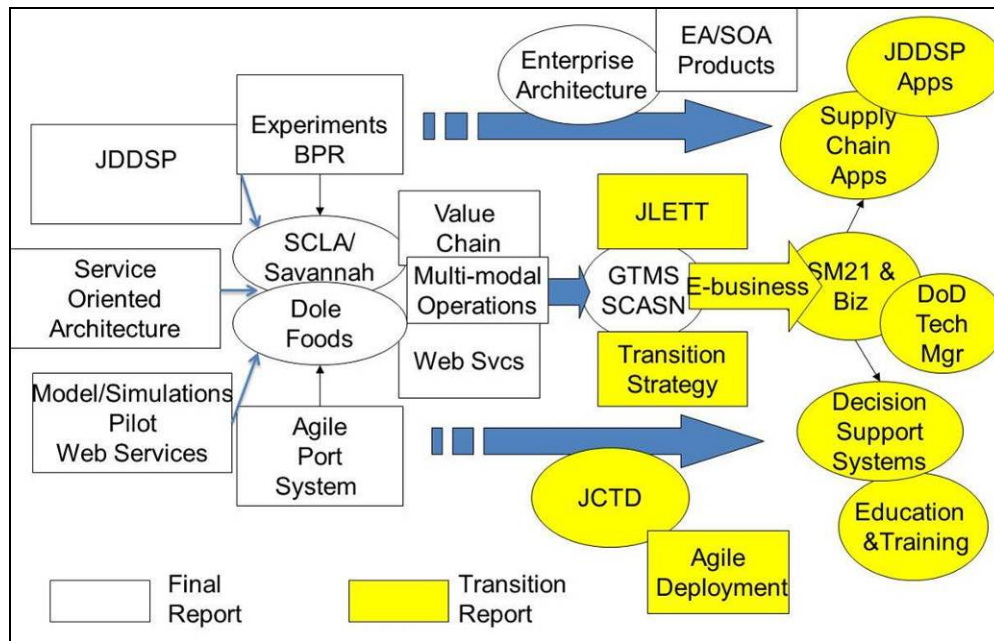 EA/SOA
Products
JDDSP
Apps
Enterprise
Architecture
Experiments
BPR
JDDSP
Supply
Chain
Apps
Value
Chain
JLETT
SCLA/
Savannah
Service
Oriented
Architecture
Multi-modal
Operations
GTMS
SCASN
E-business
SM21 &
Biz
DoD
Tech
Mgr
Dole
Foods
Web Svcs
Transition
Strategy
Model/Simulations
Pilot
Web Services
Agile
Port
System
Decision
Support
Systems
JCTD
Education
&Training
Agile
Deployment
Final
Report
Transition
Report